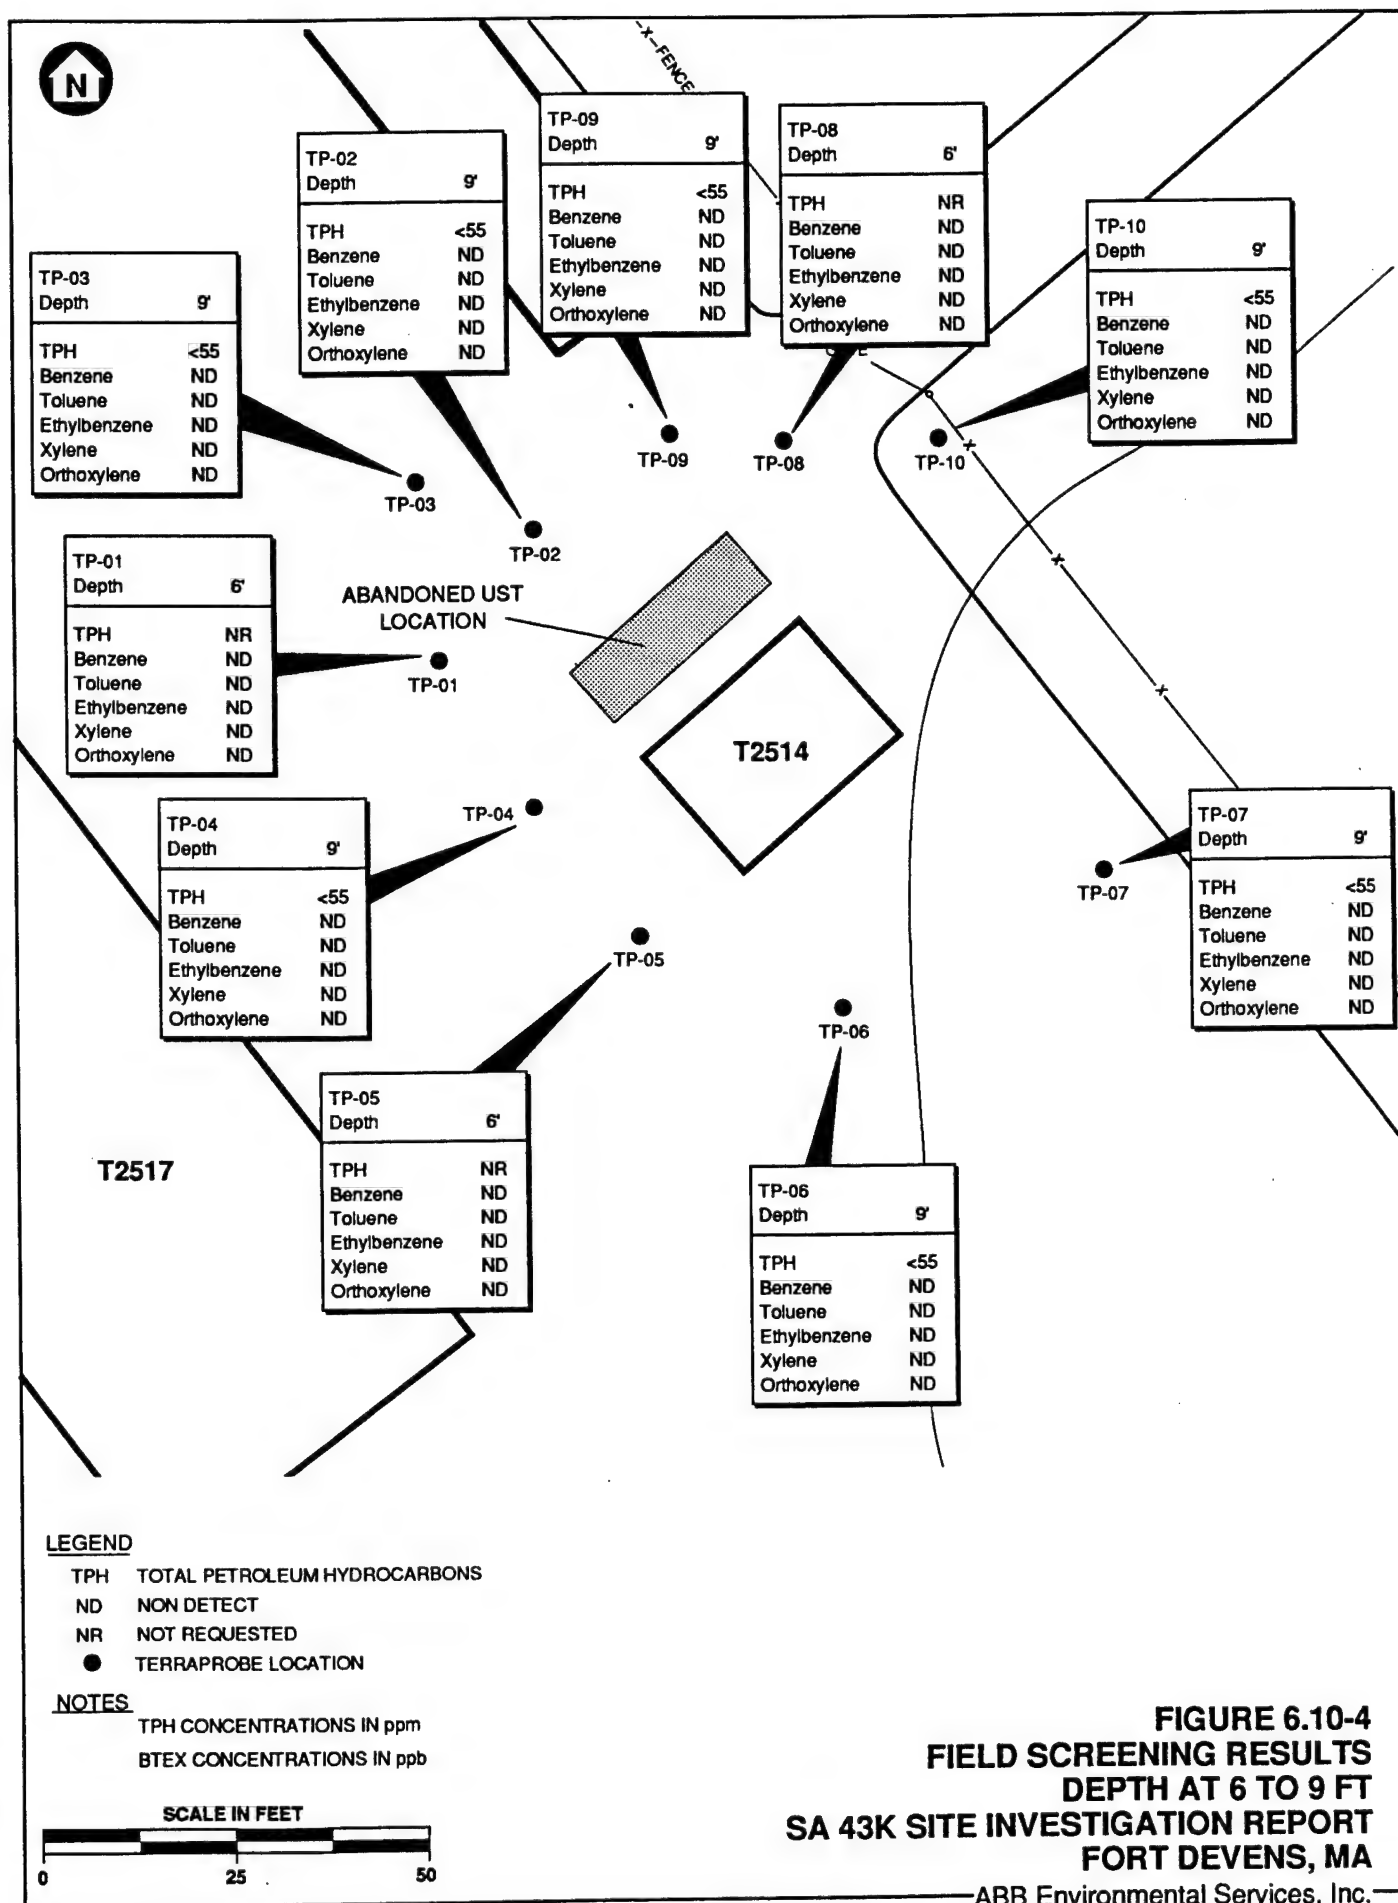 N
-x-FENCE
TP-09
Depth 9'
TPH <55
Benzene ND
Toluene ND
Ethylbenzene ND
Xylene ND
Orthoxylene ND
TP-08
Depth 6'
TPH NR
Benzene ND
Toluene ND
Ethylbenzene ND
Xylene ND
Orthoxylene ND
TP-02
Depth 9'
TPH <55
Benzene ND
Toluene ND
Ethylbenzene ND
Xylene ND
Orthoxylene ND
TP-10
Depth 9'
TPH <55
Benzene ND
Toluene ND
Ethylbenzene ND
Xylene ND
Orthoxylene ND
TP-03
Depth 9'
TPH <55
Benzene ND
Toluene ND
Ethylbenzene ND
Xylene ND
Orthoxylene ND
TP-09
TP-08
TP-10
x
TP-03
TP-02
x
TP-01
Depth 6'
TPH NR
Benzene ND
Toluene ND
Ethylbenzene ND
Xylene ND
Orthoxylene ND
ABANDONED UST
LOCATION
TP-01
x
T2514
TP-04
TP-04
Depth 9'
TPH <55
Benzene ND
Toluene ND
Ethylbenzene ND
Xylene ND
Orthoxylene ND
TP-07
Depth 9'
TPH <55
Benzene ND
Toluene ND
Ethylbenzene ND
Xylene ND
Orthoxylene ND
TP-07
TP-05
TP-06
TP-05
Depth 6'
TPH NR
Benzene ND
Toluene ND
Ethylbenzene ND
Xylene ND
Orthoxylene ND
T2517
TP-06
Depth 9'
TPH <55
Benzene ND
Toluene ND
Ethylbenzene ND
Xylene ND
Orthoxylene ND
LEGEND
TPH TOTAL PETROLEUM HYDROCARBONS
ND NON DETECT
NR NOT REQUESTED
TERRAPROBE LOCATION
NOTES
TPH CONCENTRATIONS IN ppm
BTEX CONCENTRATIONS IN ppb
SCALE IN FEET
0 25 50
FIGURE 6.10-4
FIELD SCREENING RESULTS
DEPTH AT 6 TO 9 FT
SA 43K SITE INVESTIGATION REPORT
FORT DEVENS, MA
ABB Environmental Services, Inc.